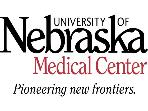 UNIVERSITY OF
Nebraska
Medical Center
Pioneering new frontiers.